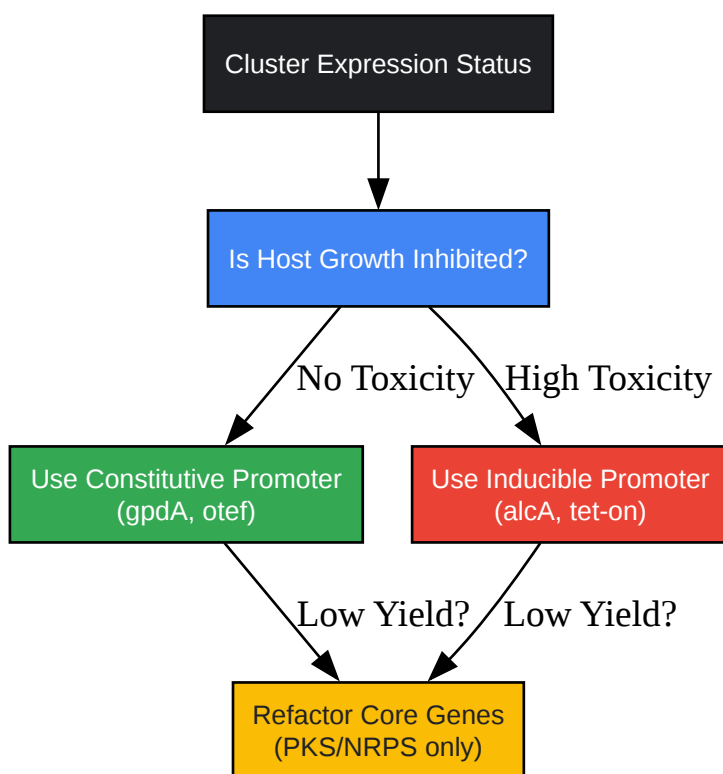 Cluster Expression Status
Is Host Growth Inhibited?
No Toxicity
High Toxicity
Use Constitutive Promoter
(gpdA, otef)
Use Inducible Promoter
(alcA, tet-on)
Low Yield?
Low Yield?
Refactor Core Genes
(PKS/NRPS only)